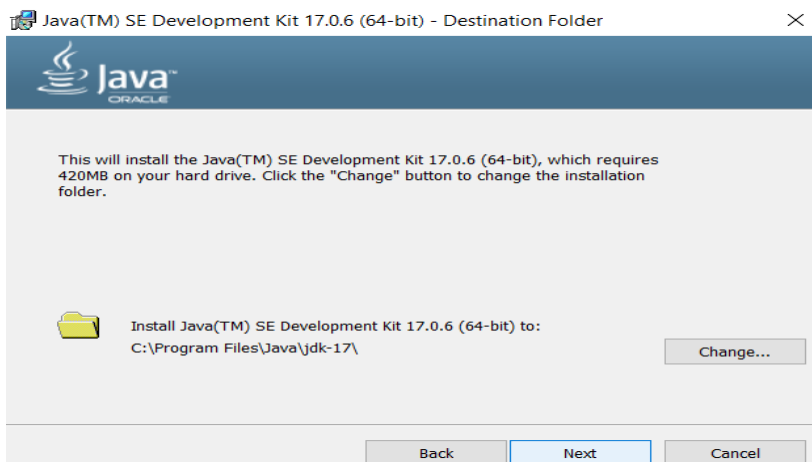 Java(TM) SE Development Kit 17.0.6 (64-bit) - Destination Folder
Java™
ORACLE
This will install the Java(TM) SE Development Kit 17.0.6 (64-bit), which requires
420MB on your hard drive. Click the "Change" button to change the installation
folder.
Install Java(TM) SE Development Kit 17.0.6 (64-bit) to:
C:\Program Files\Java\jdk-17\
Change...
Back
Next
Cancel